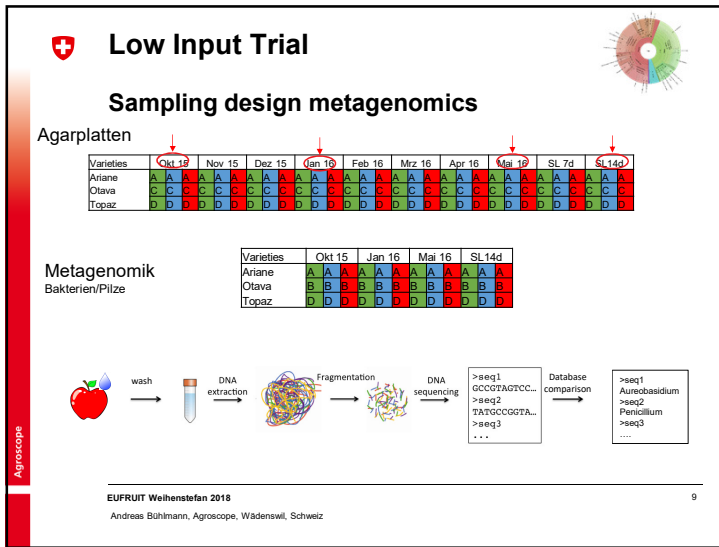 Low Input Trial
Sampling design metagenomics
Agarplatten
Varieties Okt 15 Nov 15 Dez 15 Jan 16 Feb 16 Mrz 16 Apr 16 Mai 16 SL 7d SL14d
Ariane A A A A A A A A A A A A A A A A A A A A A A A A A A A A A A
Otava C C C C C C C C C C C C C C C C C C C C C C C C C C C C C C
Topaz D D D D D D D D D D D D D D D D D D D D D D D D D D D D D D
Metagenomik
Bakterien/Pilze
Varieties Okt 15 Jan 16 Mai 16 SL14d
Ariane A A A A A A A A A A A A
Otava B B B B B B B B B B B B
Topaz D D D D D D D D D D D D
wash
DNA
extraction
Fragmentation
DNA
sequencing
>seq1
GCCGTAGTCC…
>seq2
TATGCCGGTA…
>seq3
...
Database
comparison
>seq1
Aureobasidium
>seq2
Penicillium
>seq3
....
Agroscope
EUFRUIT Weihenstefan 2018
9
Andreas Bühlmann, Agroscope, Wädenswil, Schweiz